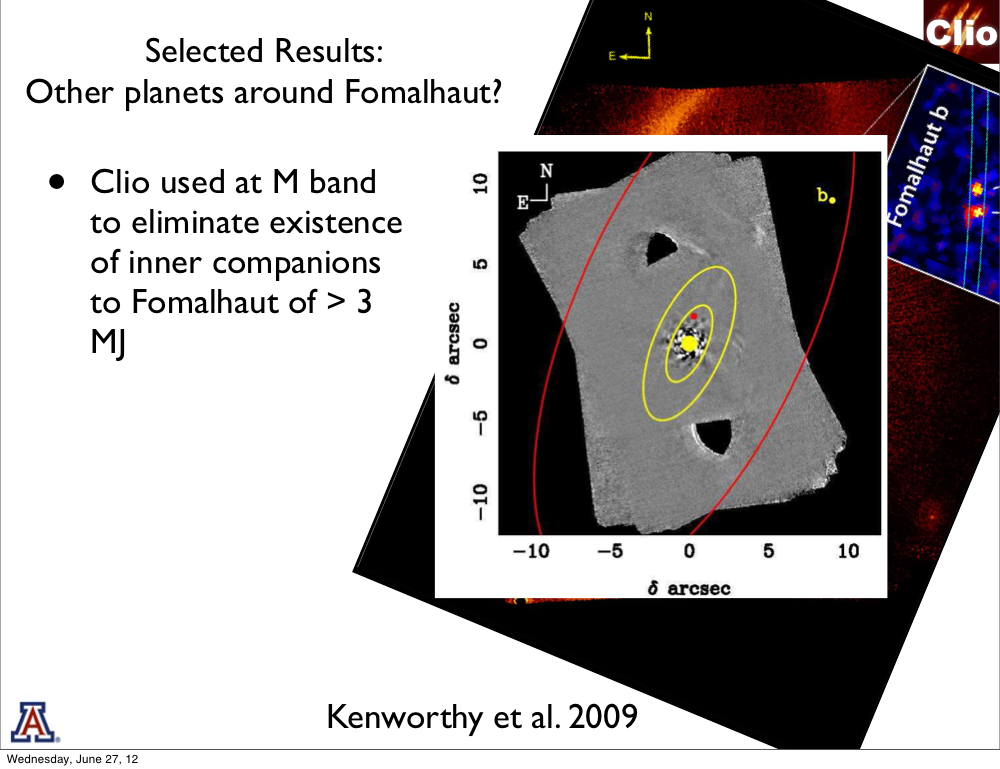 Selected Results:
Other planets around Fomalhaut?
Clio
N
E
Fomalhaut b
• Clio used at M band
to eliminate existence
of inner companions
to Fomalhaut of > 3
MJ
N
E
b
10
5
0
−5
−10
δ arcsec
−10 −5 0 5 10
δ arcsec
Kenworthy et al. 2009
A
Wednesday, June 27, 12